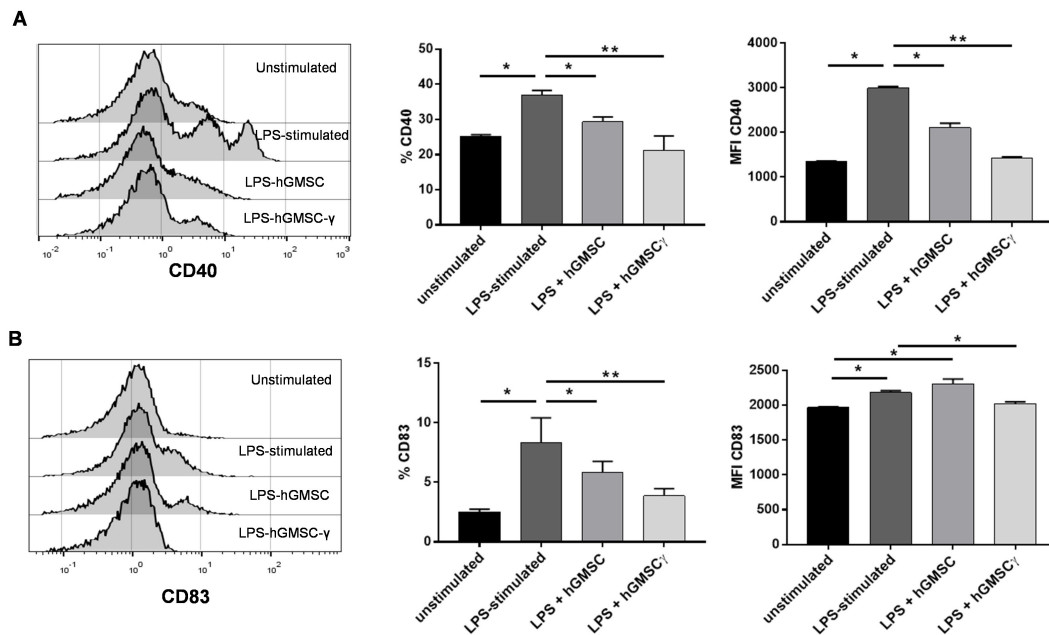 A
Unstimulated
LPS-stimulated
LPS-hGMSC
LPS-hGMSC-γ
10-2 10-1 100 101 102 103
CD40
% CD40
50
40
30
20
10
0
* * **
unstimulated
LPS-stimulated
LPS + hGMSC
LPS + hGMSCγ
MFI CD40
4000
3000
2000
1000
0
* * **
unstimulated
LPS-stimulated
LPS + hGMSC
LPS + hGMSCγ
B
Unstimulated
LPS-stimulated
LPS-hGMSC
LPS-hGMSC-γ
10-1 100 101 102
CD83
% CD83
15
10
5
0
* * **
unstimulated
LPS-stimulated
LPS + hGMSC
LPS + hGMSCγ
MFI CD83
2500
2000
1500
1000
500
0
* * *
unstimulated
LPS-stimulated
LPS + hGMSC
LPS + hGMSCγ